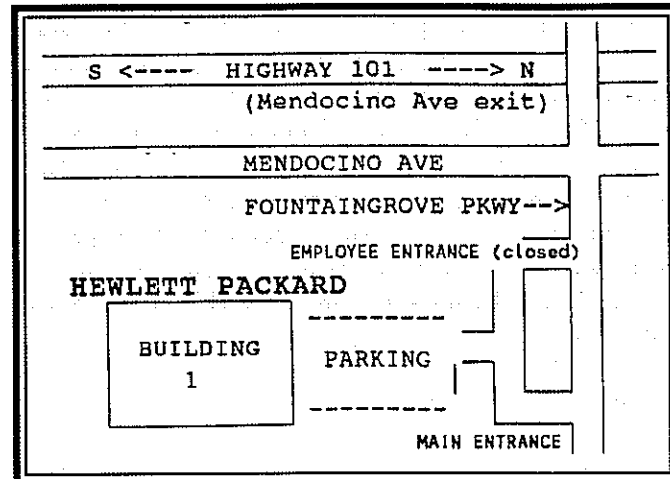 S <---- HIGHWAY 101 ----> N
(Mendocino Ave exit)
MENDOCINO AVE
FOUNTAINGROVE PKWY-->
EMPLOYEE ENTRANCE (closed)
HEWLETT PACKARD
BUILDING
1
PARKING
MAIN ENTRANCE